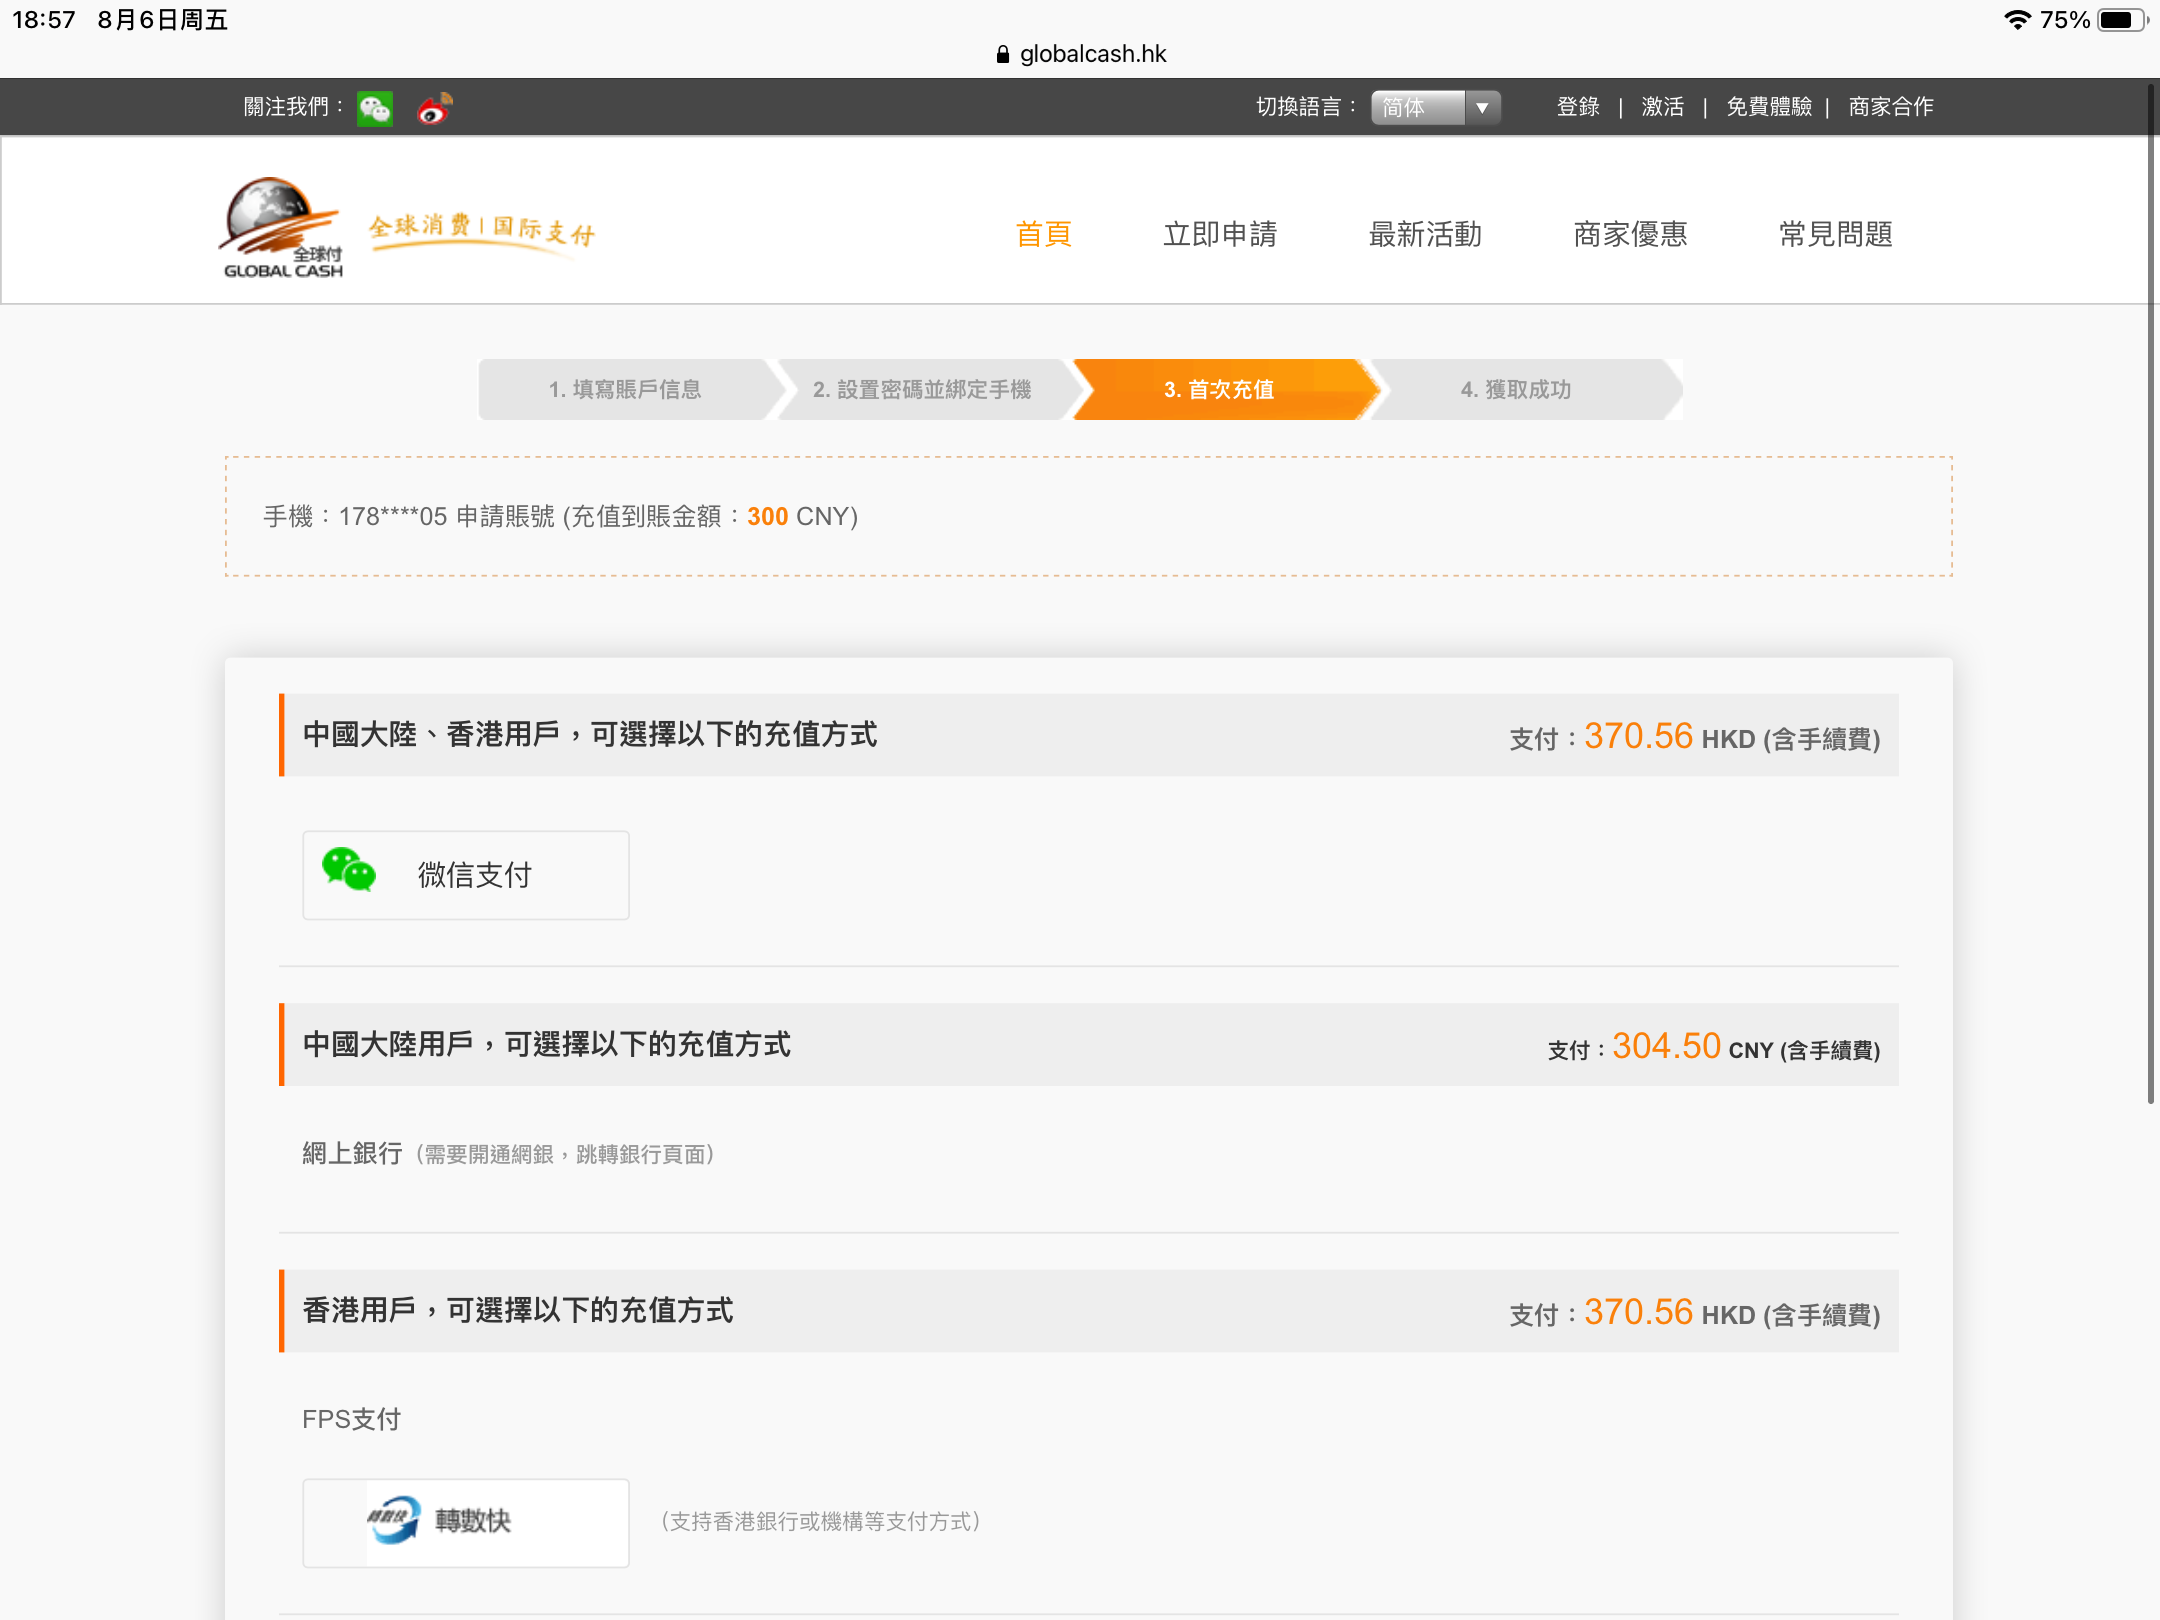 18:57 8月6日周五 75%
globalcash.hk
關注我們： 切換語言： 简体 ▼ 登錄 | 激活 | 免費體驗 | 商家合作
全球付
GLOBAL CASH
全球消费|国际支付
首頁 立即申請 最新活動 商家優惠 常見問題
1. 填寫賬戶信息 2. 設置密碼並綁定手機 3. 首次充值 4. 獲取成功
手機：178****05 申請賬號 (充值到賬金額：300 CNY)
中國大陸、香港用戶，可選擇以下的充值方式 支付：370.56 HKD (含手續費)
微信支付
中國大陸用戶，可選擇以下的充值方式 支付：304.50 CNY (含手續費)
網上銀行（需要開通網銀，跳轉銀行頁面）
香港用戶，可選擇以下的充值方式 支付：370.56 HKD (含手續費)
FPS支付
轉數快 轉數快 （支持香港銀行或機構等支付方式）